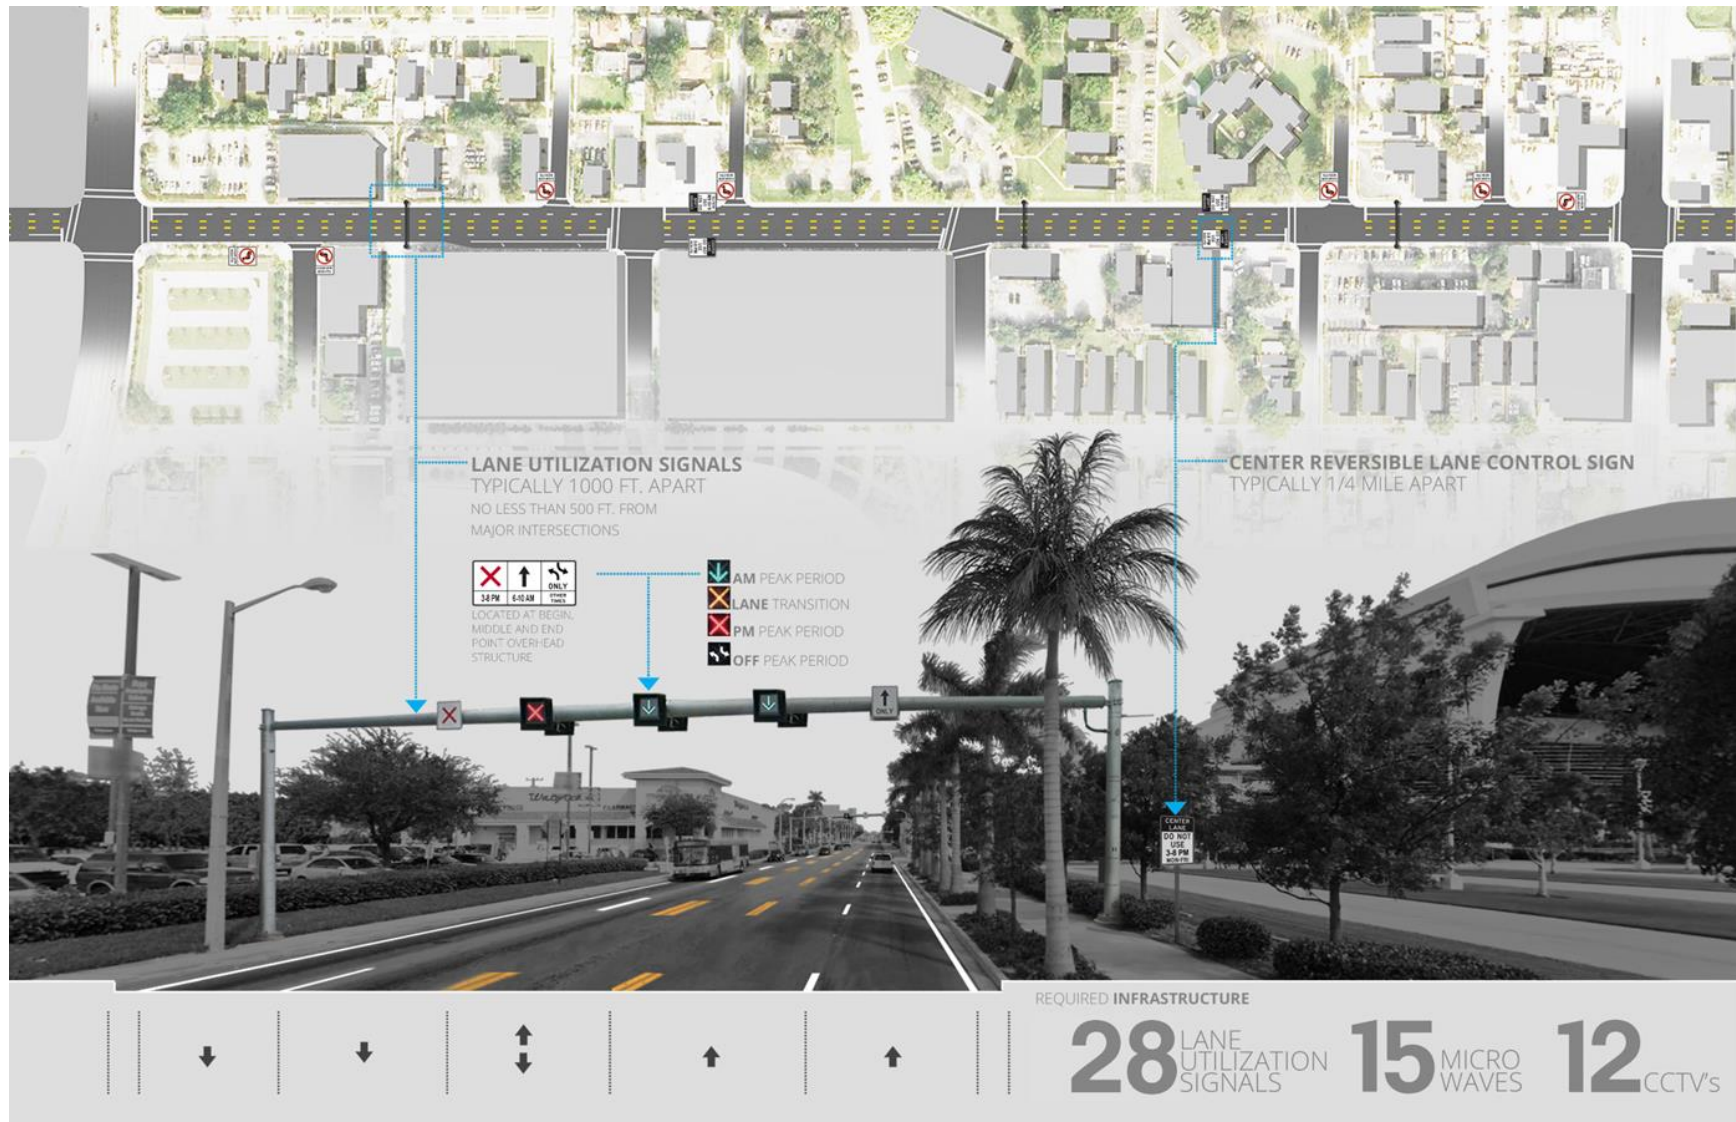 LANE UTILIZATION SIGNALS
TYPICALLY 1000 FT. APART
NO LESS THAN 500 FT. FROM
MAJOR INTERSECTIONS
CENTER REVERSIBLE LANE CONTROL SIGN
TYPICALLY 1/4 MILE APART
ONLY
3-8 PM
6-10 AM
OTHER
TIMES
LOCATED AT BEGIN,
MIDDLE AND END
POINT OVERHEAD
STRUCTURE
AM PEAK PERIOD
LANE TRANSITION
PM PEAK PERIOD
OFF PEAK PERIOD
ONLY
CENTER
LANE
DO NOT
USE
3-8 PM
MON-FRI
REQUIRED INFRASTRUCTURE
28 LANE
UTILIZATION
SIGNALS
15 MICRO
WAVES
12 CCTV's